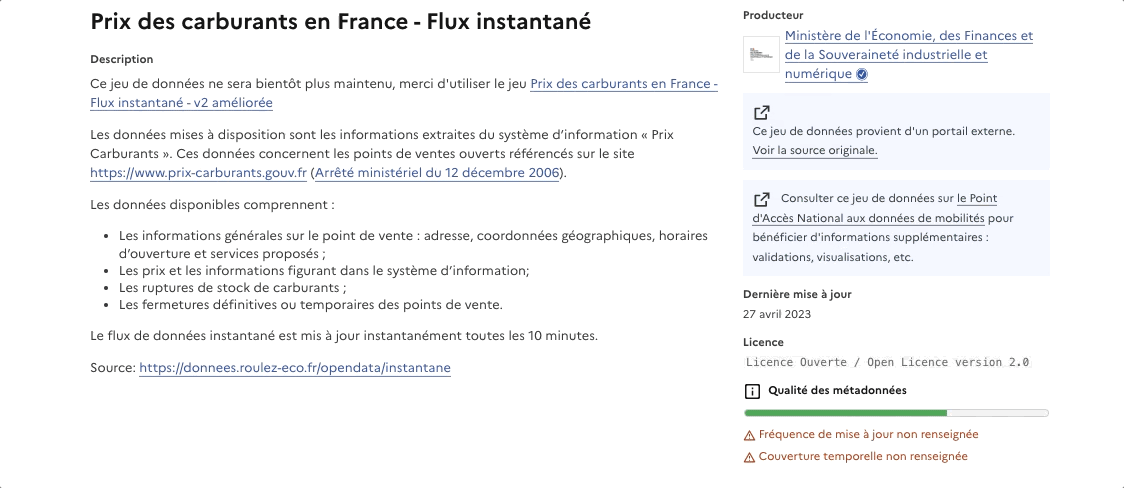 Prix des carburants en France - Flux instantané
Description
Ce jeu de données ne sera bientôt plus maintenu, merci d'utiliser le jeu Prix des carburants en France -
Flux instantané - v2 améliorée
Les données mises à disposition sont les informations extraites du système d’information « Prix
Carburants ». Ces données concernent les points de ventes ouverts référencés sur le site
https://www.prix-carburants.gouv.fr (Arrêté ministériel du 12 décembre 2006).
Les données disponibles comprennent :
• Les informations générales sur le point de vente : adresse, coordonnées géographiques, horaires
d’ouverture et services proposés ;
• Les prix et les informations figurant dans le système d’information;
• Les ruptures de stock de carburants ;
• Les fermetures définitives ou temporaires des points de vente.
Le flux de données instantané est mis à jour instantanément toutes les 10 minutes.
Source: https://donnees.roulez-eco.fr/opendata/instantane
Producteur
Ministère de l'Économie, des Finances et
de la Souveraineté industrielle et
numérique
Ce jeu de données provient d'un portail externe.
Voir la source originale.
Consulter ce jeu de données sur le Point
d'Accès National aux données de mobilités pour
bénéficier d'informations supplémentaires :
validations, visualisations, etc.
Dernière mise à jour
27 avril 2023
Licence
Licence Ouverte / Open Licence version 2.0
Qualité des métadonnées
Fréquence de mise à jour non renseignée
Couverture temporelle non renseignée